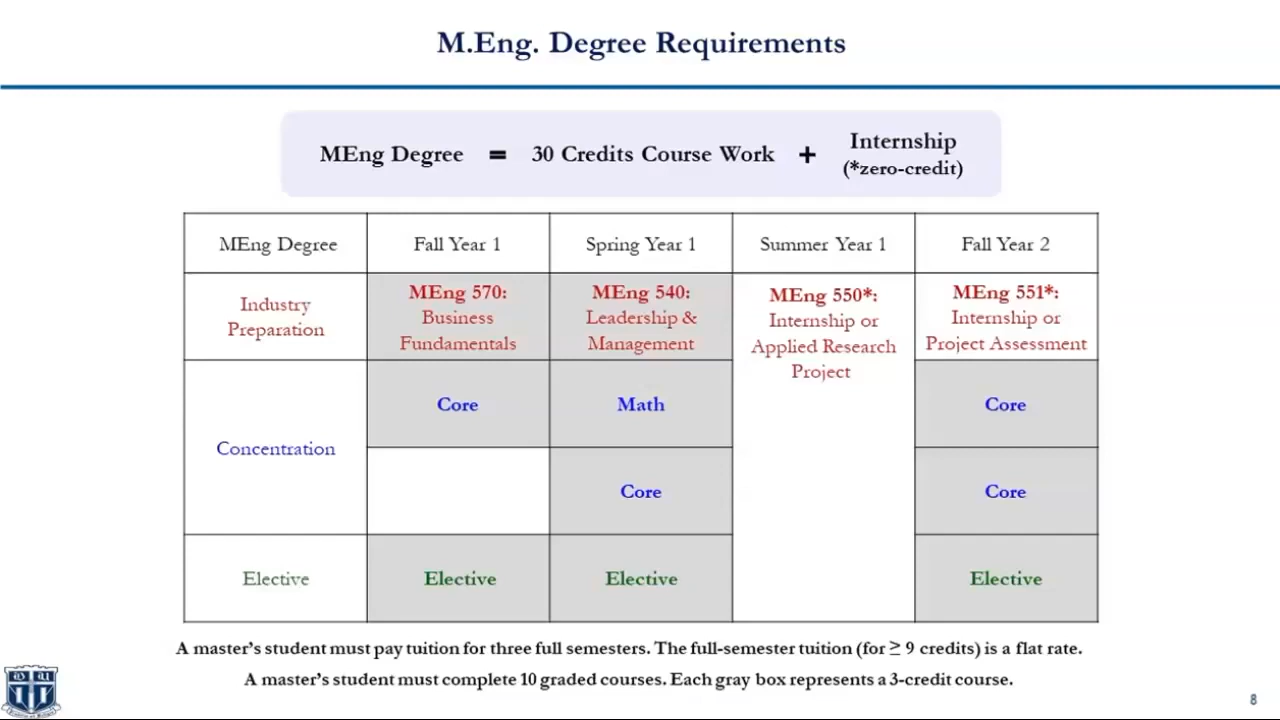 M.Eng. Degree Requirements
MEng Degree = 30 Credits Course Work + Internship
(*zero-credit)
MEng Degree Fall Year 1 Spring Year 1 Summer Year 1 Fall Year 2
Industry
Preparation
MEng 570:
Business
Fundamentals
MEng 540:
Leadership &
Management
MEng 550*:
Internship or
Applied Research
Project
MEng 551*:
Internship or
Project Assessment
Concentration
Core
Math
Core
Core
Core
Elective
Elective
Elective
Elective
A master's student must pay tuition for three full semesters. The full-semester tuition (for ≥ 9 credits) is a flat rate.
A master's student must complete 10 graded courses. Each gray box represents a 3-credit course.
8